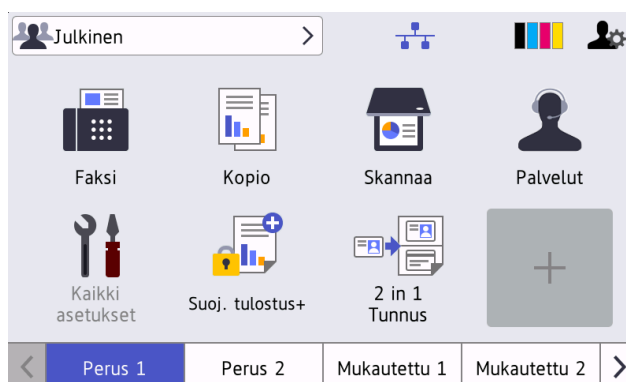 Julkinen
Faksi
Kopio
Skannaa
Palvelut
Kaikki
asetukset
Suoj. tulostus+
2 in 1
Tunnus
Perus 1
Perus 2
Mukautettu 1
Mukautettu 2